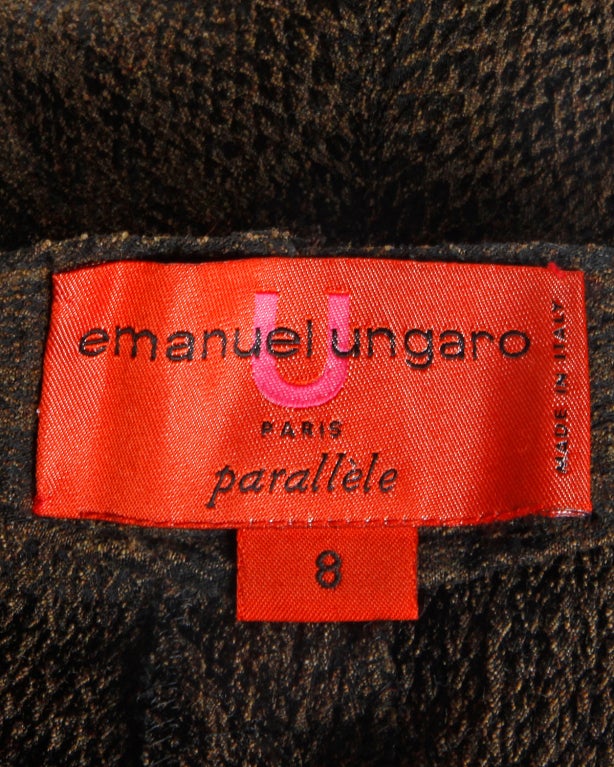 U
emanuel ungaro
PARIS
parallèle
MADE IN ITALY
8